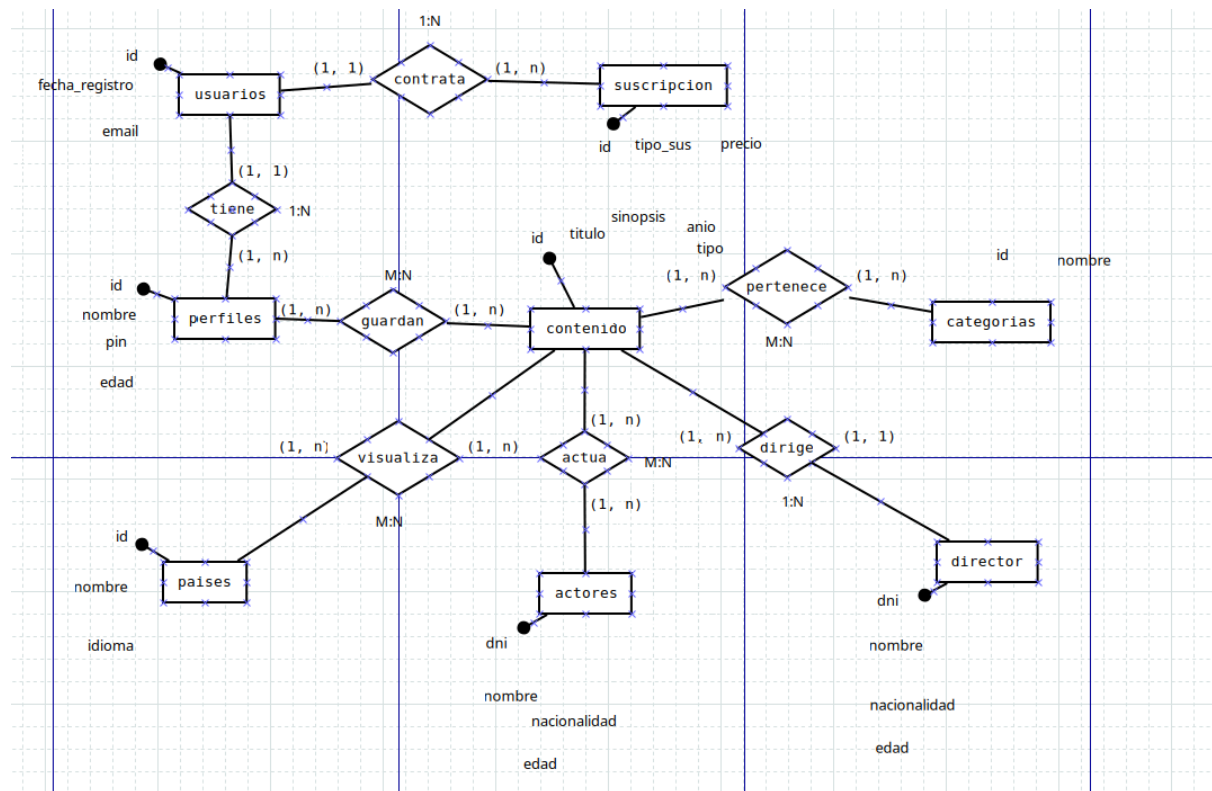 1:N
id
(1, 1)
contrata
(1, n)
suscripcion
fecha_registro
usuarios
email
id
tipo_sus
precio
(1, 1)
tiene
1:N
(1, n)
id
titulo
sinopsis
anio
tipo
id
nombre
M:N
(1, n)
pertenece
(1, n)
id
nombre
perfiles
(1, n)
guardan
(1, n)
contenido
categorias
pin
M:N
edad
(1, n)
(1, n)
visualiza
(1, n)
actua
M:N
(1, n)
dirige
(1, 1)
(1, n)
1:N
M:N
id
paises
nombre
idioma
actores
dni
nombre
nacionalidad
edad
director
dni
nombre
nacionalidad
edad